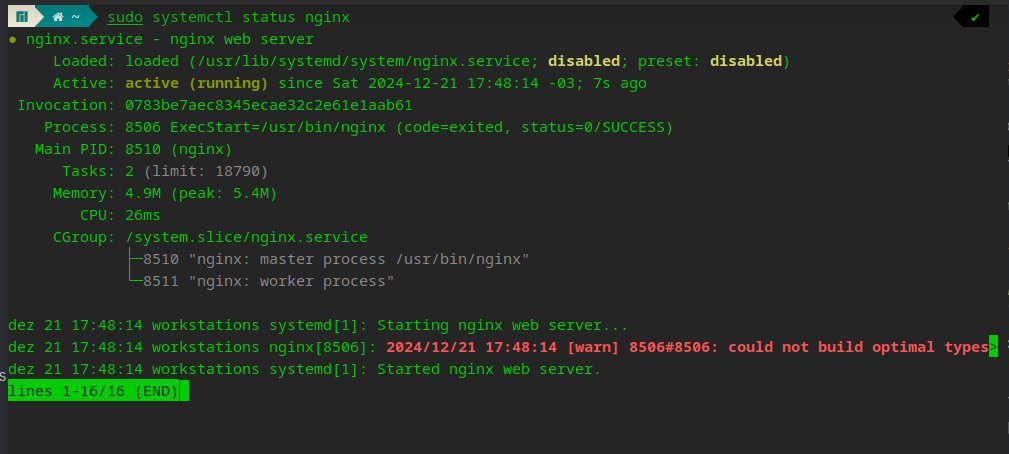 ~ sudo systemctl status nginx ✔
● nginx.service - nginx web server
Loaded: loaded (/usr/lib/systemd/system/nginx.service; disabled; preset: disabled)
Active: active (running) since Sat 2024-12-21 17:48:14 -03; 7s ago
Invocation: 0783be7aec8345ecae32c2e61e1aab61
Process: 8506 ExecStart=/usr/bin/nginx (code=exited, status=0/SUCCESS)
Main PID: 8510 (nginx)
Tasks: 2 (limit: 18790)
Memory: 4.9M (peak: 5.4M)
CPU: 26ms
CGroup: /system.slice/nginx.service
├─8510 "nginx: master process /usr/bin/nginx"
└─8511 "nginx: worker process"
dez 21 17:48:14 workstations systemd[1]: Starting nginx web server...
dez 21 17:48:14 workstations nginx[8506]: 2024/12/21 17:48:14 [warn] 8506#8506: could not build optimal types>
dez 21 17:48:14 workstations systemd[1]: Started nginx web server.
lines 1-16/16 (END)